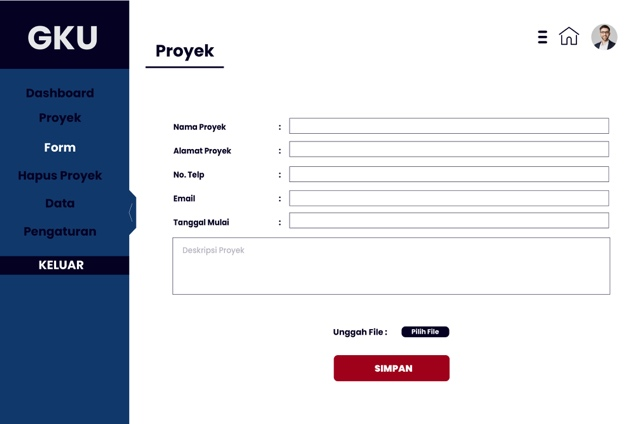 GKU
Dashboard
Proyek
Form
Hapus Proyek
Data
Pengaturan
KELUAR
Proyek
Nama Proyek :
Alamat Proyek :
No. Telp :
Email :
Tanggal Mulai :
Deskripsi Proyek
Unggah File : Pilih File
SIMPAN